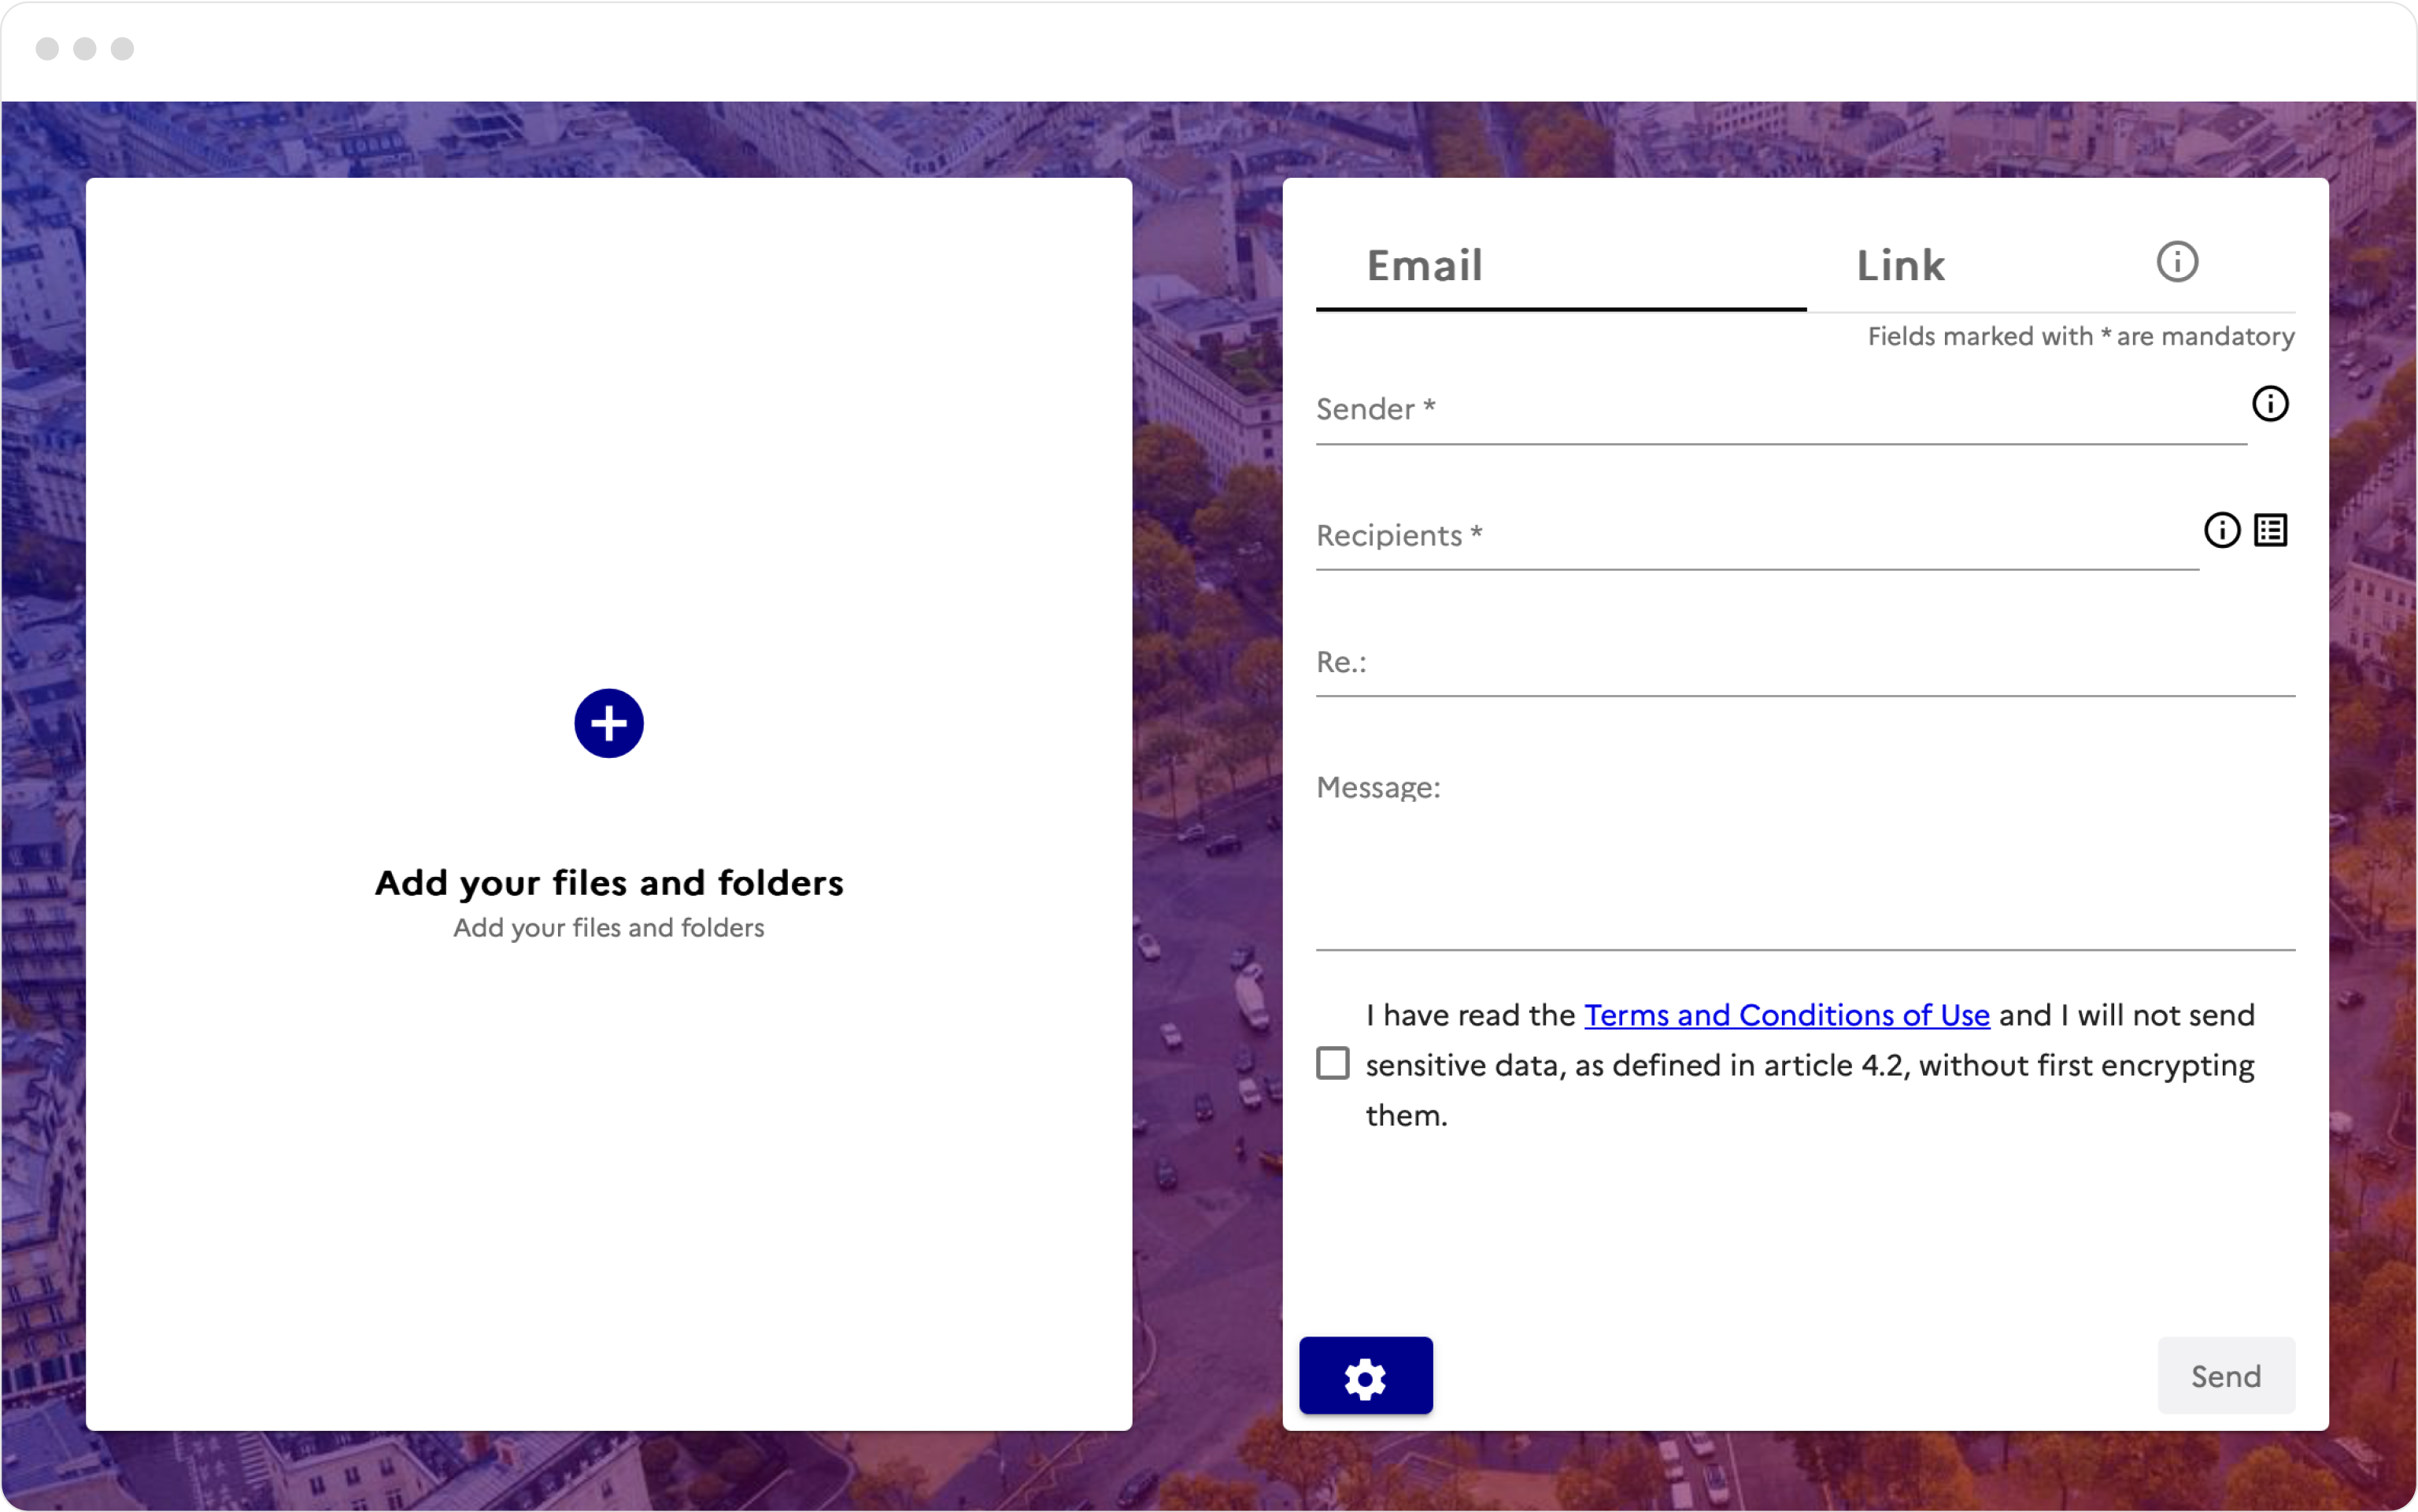 Add your files and folders
Add your files and folders
Email
Link
Fields marked with * are mandatory
Sender *
Recipients *
Re.:
Message:
I have read the Terms and Conditions of Use and I will not send
sensitive data, as defined in article 4.2, without first encrypting
them.
Send